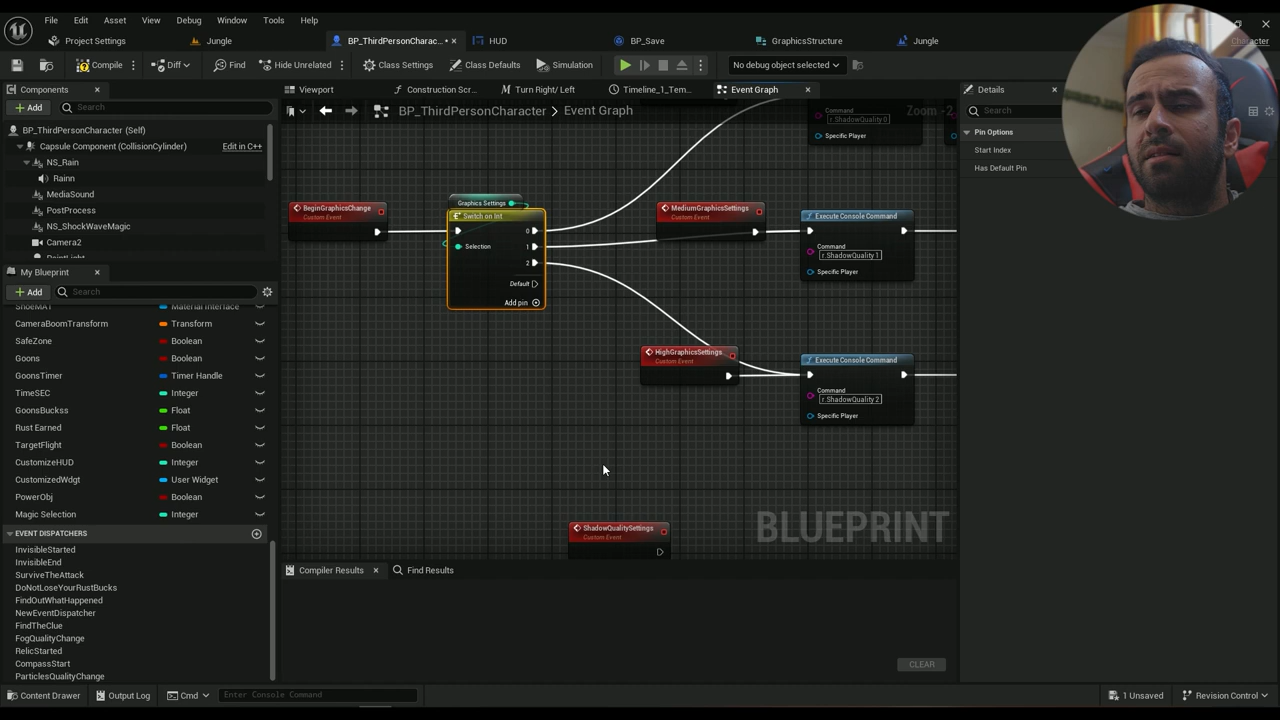 File Edit Asset View Debug Window Tools Help
Project Settings
Jungle
BP_ThirdPersonCharac... •
HUD
BP_Save
GraphicsStructure
Jungle
Character
Compile
Diff
Find
Hide Unrelated
Class Settings
Class Defaults
Simulation
No debug object selected
Components
Add
Search
BP_ThirdPersonCharacter (Self)
Capsule Component (CollisionCylinder) Edit in C++
NS_Rain
Rainn
MediaSound
PostProcess
NS_ShockWaveMagic
Camera2
My Blueprint
Add
Search
CameraBoomTransform Transform
SafeZone Boolean
Goons Boolean
GoonsTimer Timer Handle
TimeSEC Integer
GoonsBuckss Float
Rust Earned Float
TargetFlight Boolean
CustomizeHUD Integer
CustomizedWdgt User Widget
PowerObj Boolean
Magic Selection Integer
EVENT DISPATCHERS
InvisibleStarted
InvisibleEnd
SurviveTheAttack
DoNotLoseYourRustBucks
FindOutWhatHappened
NewEventDispatcher
FindTheClue
FogQualityChange
RelicStarted
CompassStart
ParticlesQualityChange
Viewport
Construction Scr...
Turn Right/ Left
Timeline_1_Tem...
Event Graph
BP_ThirdPersonCharacter > Event Graph
Zoom -2
Command
r.ShadowQuality 0
Specific Player
BeginGraphicsChange
Custom Event
Graphics Settings
Switch on Int
0
Selection 1
2
Default
Add pin
MediumGraphicsSettings
Custom Event
Execute Console Command
Command
r.ShadowQuality 1
Specific Player
HighGraphicsSettings
Custom Event
Execute Console Command
Command
r.ShadowQuality 2
Specific Player
ShadowQualitySettings
Custom Event
BLUEPRINT
Compiler Results
Find Results
CLEAR
Details
Search
Pin Options
Start Index
Has Default Pin
Content Drawer
Output Log
Cmd
Enter Console Command
1 Unsaved
Revision Control